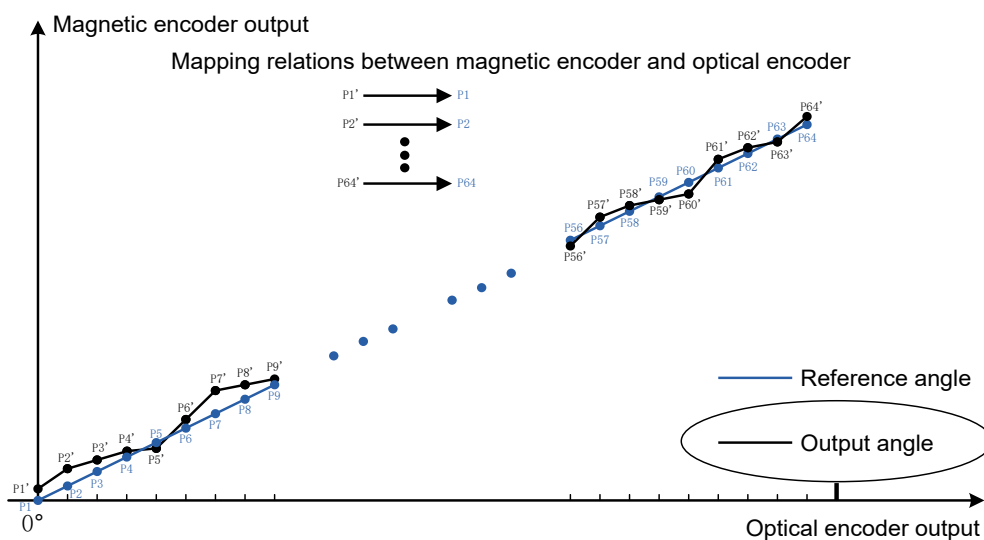 Magnetic encoder output
Mapping relations between magnetic encoder and optical encoder
P1’ P1
P2’ P2
P64’ P64
P64’
P63
P64
P62’
P63’
P61’
P62
P60
P61
P59
P60’
P58’
P59’
P57’
P58
P56
P57
P56’
P9’
P8’
P7’
P9
P8
P6’
P7
P5
P6
P4’
P5’
P3’
P4
P2’
P3
P1’
P2
P1
0°
Reference angle
Output angle
Optical encoder output